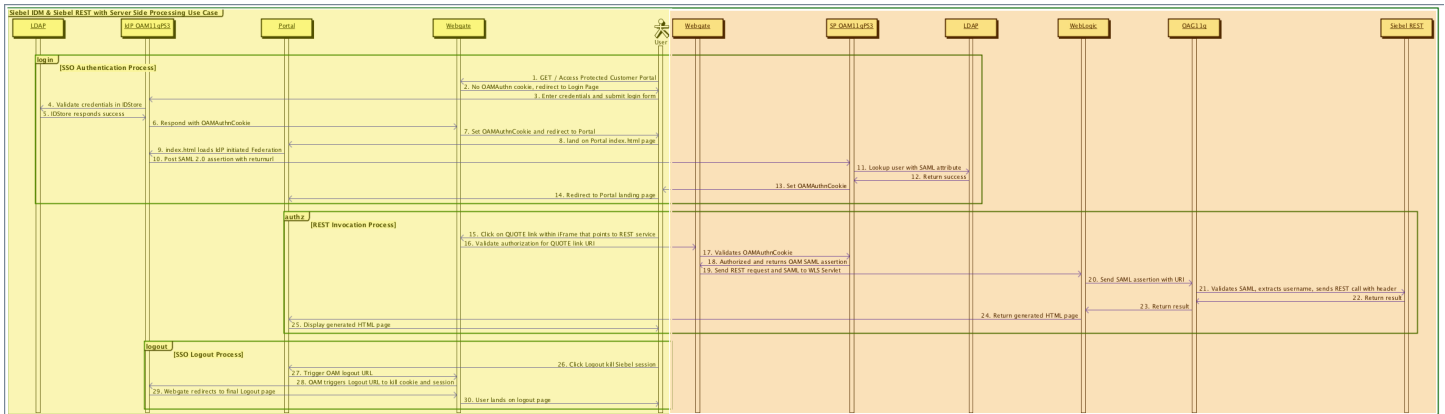 Siebel IDM & Siebel REST with Server Side Processing Use Case
LDAP
IdP OAM11gPS3
Portal
Webgate
User
Webgate
SP OAM11gPS3
LDAP
WebLogic
OAG11g
Siebel REST
login
[SSO Authentication Process]
1. GET / Access Protected Customer Portal
2. No OAMAuthn cookie, redirect to Login Page
3. Enter credentials and submit login form
4. Validate credentials in IDStore
5. IDStore responds success
6. Respond with OAMAuthnCookie
7. Set OAMAuthnCookie and redirect to Portal
8. land on Portal index.html page
9. index.html loads IdP initiated Federation
10. Post SAML 2.0 assertion with returnurl
11. Lookup user with SAML attribute
12. Return success
13. Set OAMAuthnCookie
14. Redirect to Portal landing page
authz
[REST Invocation Process]
15. Click on QUOTE link within iFrame that points to REST service
16. Validate authorization for QUOTE link URI
17. Validates OAMAuthnCookie
18. Authorized and returns OAM SAML assertion
19. Send REST request and SAML to WLS Servlet
20. Send SAML assertion with URI
21. Validates SAML, extracts username, sends REST call with header
22. Return result
23. Return result
24. Return generated HTML page
25. Display generated HTML page
logout
[SSO Logout Process]
26. Click Logout kill Siebel session
27. Trigger OAM logout URL
28. OAM triggers Logout URL to kill cookie and session
29. Webgate redirects to final Logout page
30. User lands on logout page